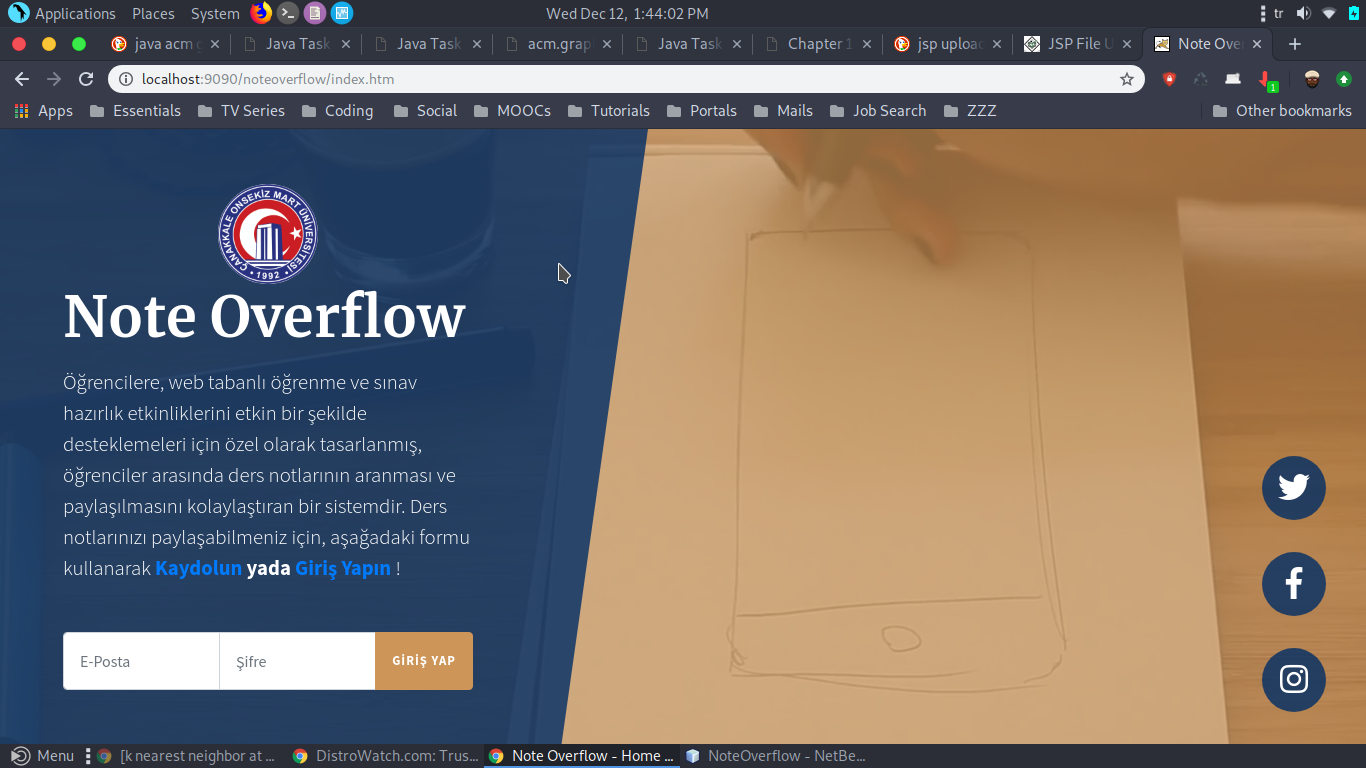 Applications Places System Wed Dec 12, 1:44:02 PM tr
java acm g Java Task Java Task acm.grap Java Task Chapter 1 jsp upload JSP File U Note Over
localhost:9090/noteoverflow/index.htm
1
Apps Essentials TV Series Coding Social MOOCs Tutorials Portals Mails Job Search ZZZ Other bookmarks
ÇANAKKALE ONSEKİZ MART ÜNİVERSİTESİ
• 1992 •
Note Overflow
Öğrencilere, web tabanlı öğrenme ve sınav
hazırlık etkinliklerini etkin bir şekilde
desteklemeleri için özel olarak tasarlanmış,
öğrenciler arasında ders notlarının aranması ve
paylaşılmasını kolaylaştıran bir sistemdir. Ders
notlarınızı paylaşabilmeniz için, aşağadaki formu
kullanarak Kaydolun yada Giriş Yapın !
E-Posta Şifre GİRİŞ YAP
Menu [k nearest neighbor at ... DistroWatch.com: Trus... Note Overflow - Home ... NoteOverflow - NetBe...